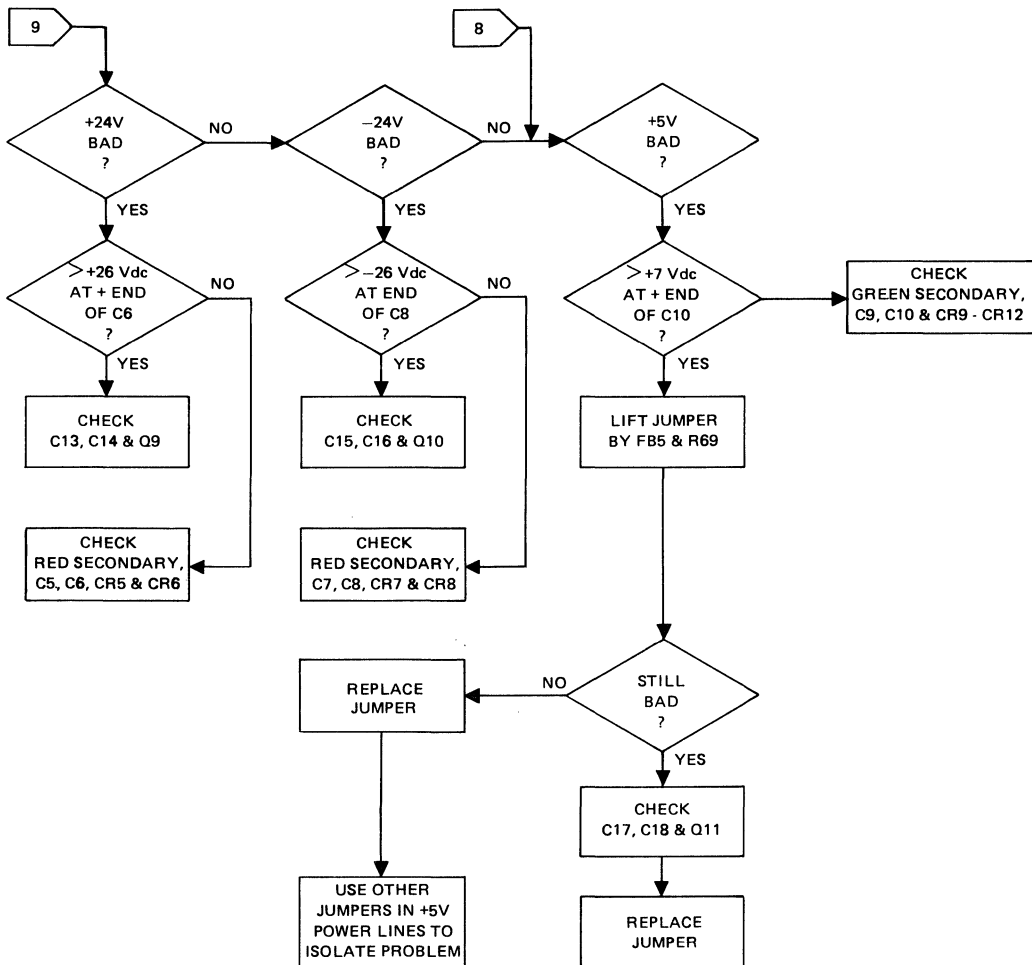 9
8
+24V
BAD
?
NO
−24V
BAD
?
NO
+5V
BAD
?
YES
YES
YES
>+26 Vdc
AT + END
OF C6
?
NO
>−26 Vdc
AT END
OF C8
?
NO
>+7 Vdc
AT + END
OF C10
?
CHECK
GREEN SECONDARY,
C9, C10 & CR9 - CR12
YES
YES
YES
CHECK
C13, C14 & Q9
CHECK
C15, C16 & Q10
LIFT JUMPER
BY FB5 & R69
CHECK
RED SECONDARY,
C5, C6, CR5 & CR6
CHECK
RED SECONDARY,
C7, C8, CR7 & CR8
REPLACE
JUMPER
NO
STILL
BAD
?
YES
CHECK
C17, C18 & Q11
USE OTHER
JUMPERS IN +5V
POWER LINES TO
ISOLATE PROBLEM
REPLACE
JUMPER